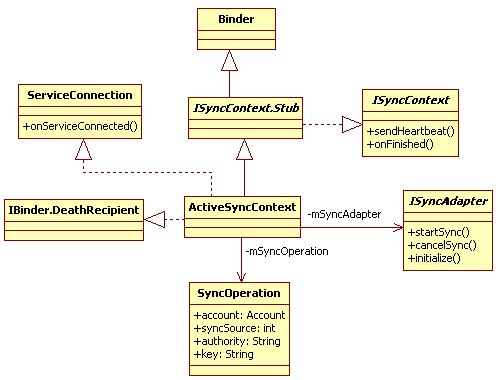 Binder
ServiceConnection
+onServiceConnected()
ISyncContext.Stub
ISyncContext
+sendHeartbeat()
+onFinished()
IBinder.DeathRecipient
ActiveSyncContext
-mSyncAdapter
ISyncAdapter
+startSync()
+cancelSync()
+initialize()
-mSyncOperation
SyncOperation
+account: Account
+syncSource: int
+authority: String
+key: String